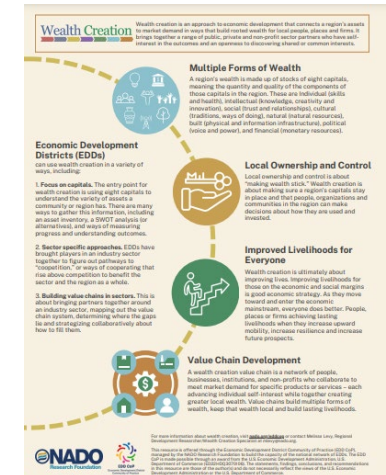 Wealth Creation
Wealth creation is an approach to economic development that connects a region's assets
to market demand in ways that build rooted wealth for local people, places and firms. It
brings together a range of public, private and non-profit sector partners who have self-
interest in the outcomes and an openness to discovering shared or common interests.
Multiple Forms of Wealth
A region's wealth is made up of stocks of eight capitals,
meaning the quantity and quality of the components of
those capitals in the region. These are individual (skills
and health), intellectual (knowledge, creativity and
innovation), social (trust and relationships), cultural
(traditions, ways of doing), natural (natural resources),
built (physical and information infrastructure), political
(voice and power), and financial (monetary resources).
Economic Development
Districts (EDDs)
can use wealth creation in a variety of
ways, including:
1. Focus on capitals. The entry point for
wealth creation is using eight capitals to
understand the variety of assets a
community or region has. There are many
ways to gather this information, including
an asset inventory, a SWOT analysis (or
alternatives), and ways of measuring
progress and understanding outcomes.
2. Sector specific approaches. EDDs have
brought players in an industry sector
together to figure out pathways to
"coopetition," or ways of cooperating that
rise above competition to benefit the
sector and the region as a whole.
3. Building value chains in sectors. This is
about bringing partners together around
an industry sector, mapping out the value
chain system, determining where the gaps
lie and strategizing collaboratively about
how to fill them.
Local Ownership and Control
Local ownership and control is about
"making wealth stick." Wealth creation is
about making sure a region's capitals stay
in place and that people, organizations and
communities in the region can make
decisions about how they are used and
invested.
Improved Livelihoods for
Everyone
Wealth creation is ultimately about
improving lives. Improving livelihoods for
those on the economic and social margins
is good economic strategy. As they move
toward and enter the economic
mainstream, everyone does better. People,
places or firms achieving lasting
livelihoods when they increase upward
mobility, increase resilience and increase
future prospects.
Value Chain Development
A wealth creation value chain is a network of people,
businesses, institutions, and non-profits who collaborate to
meet market demand for specific products or services – each
advancing individual self-interest while together creating
greater local wealth. Value chains build multiple forms of
wealth, keep that wealth local and build lasting livelihoods.
NADO
Research Foundation
EDD CoP
For more information about wealth creation, visit nado.org/edd or contact Melissa Levy, Regional